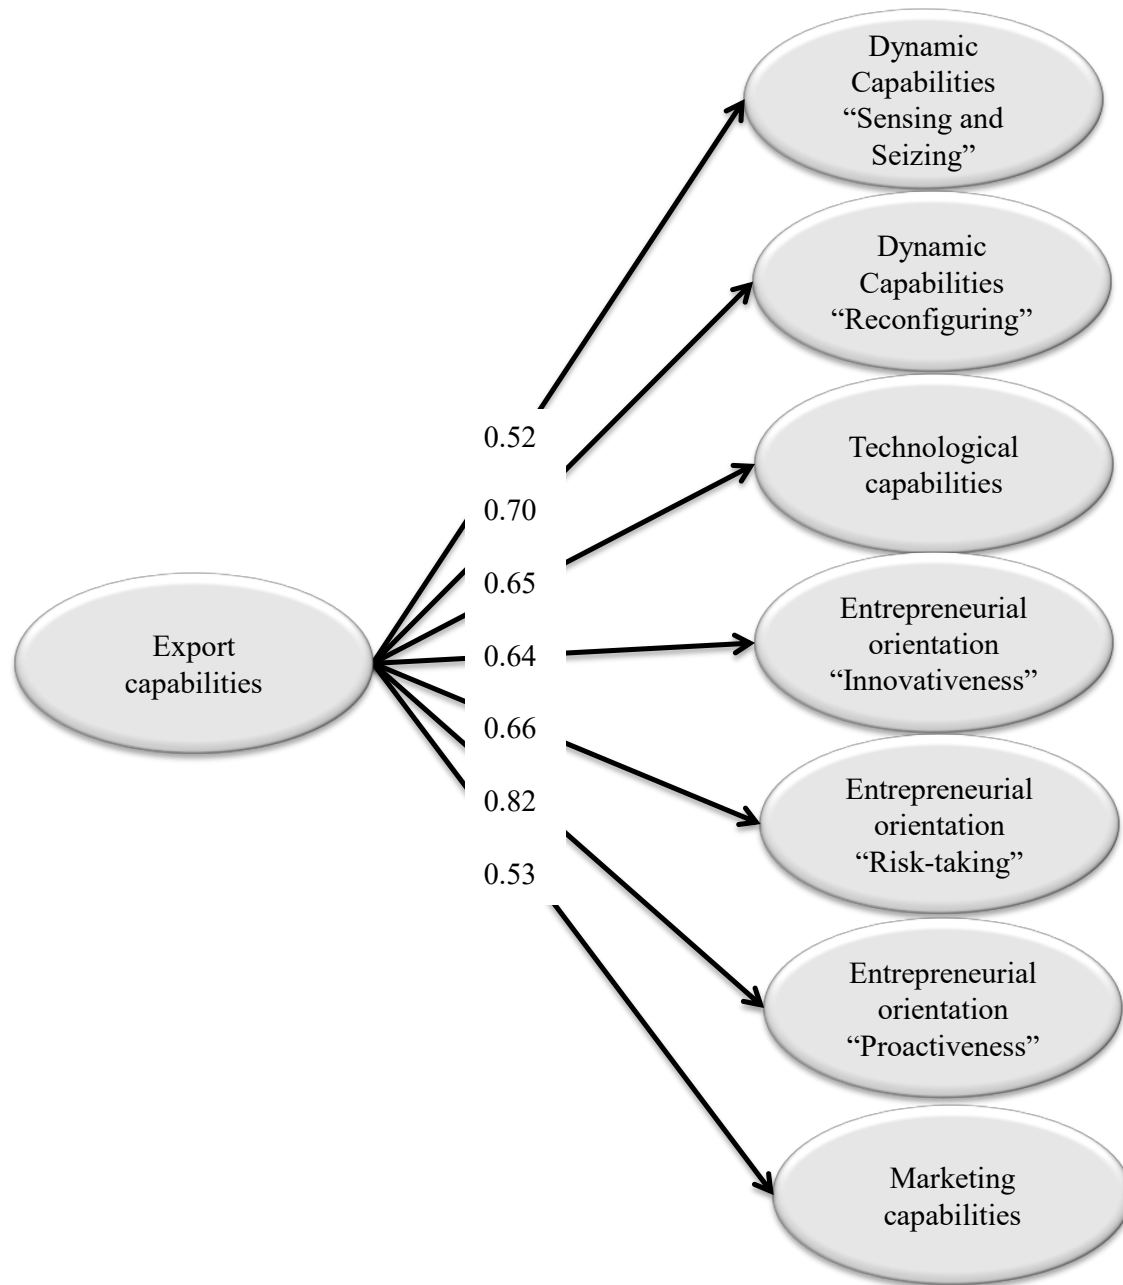 Dynamic
Capabilities
“Sensing and
Seizing”
Dynamic
Capabilities
“Reconfiguring”
Technological
capabilities
Entrepreneurial
orientation
“Innovativeness”
Entrepreneurial
orientation
“Risk-taking”
Entrepreneurial
orientation
“Proactiveness”
Marketing
capabilities
Export
capabilities
0.52
0.70
0.65
0.64
0.66
0.82
0.53